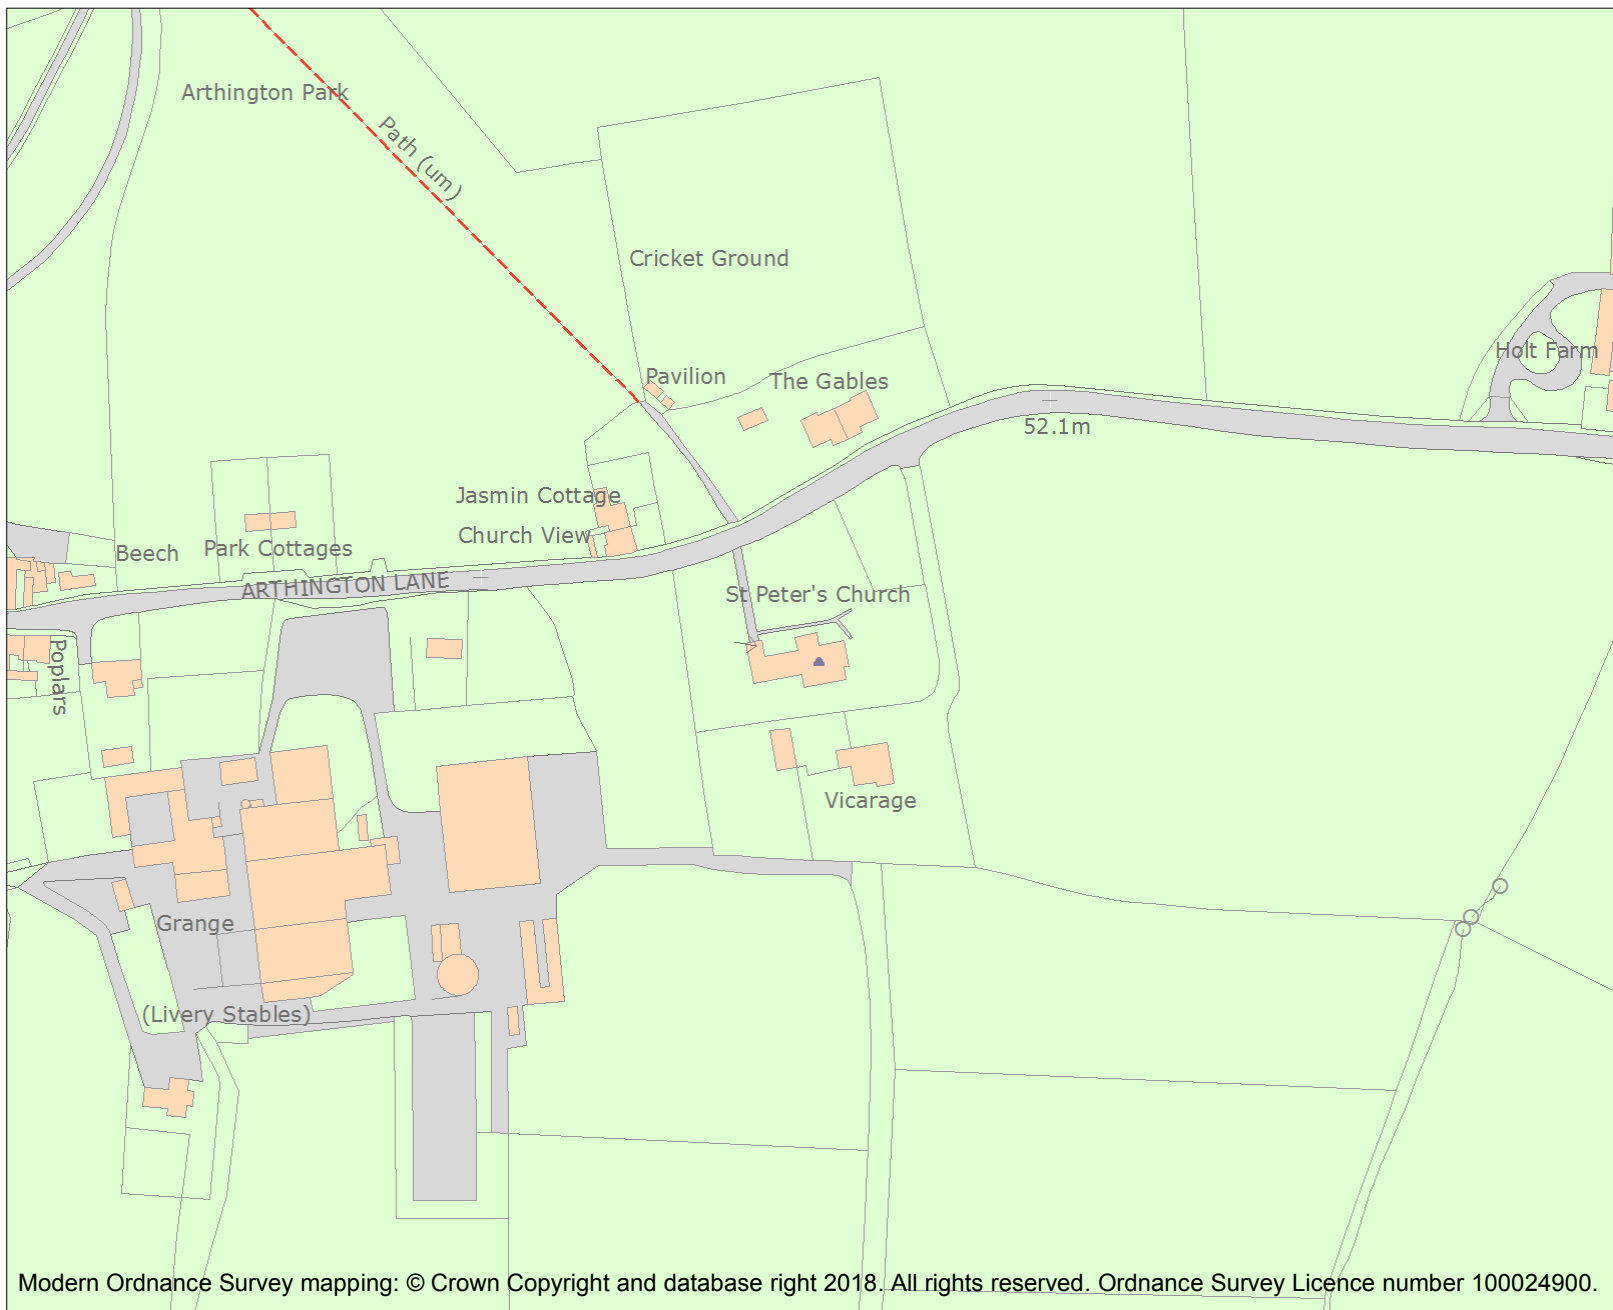 Arthington Park
Path (um)
Cricket Ground
Holt Farm
Pavilion
The Gables
52.1m
Jasmin Cottage
Church View
Beech
Park Cottages
ARTHINGTON LANE
St Peter's Church
Poplars
Vicarage
Grange
(Livery Stables)
Modern Ordnance Survey mapping: © Crown Copyright and database right 2018. All rights reserved. Ordnance Survey Licence number 100024900.